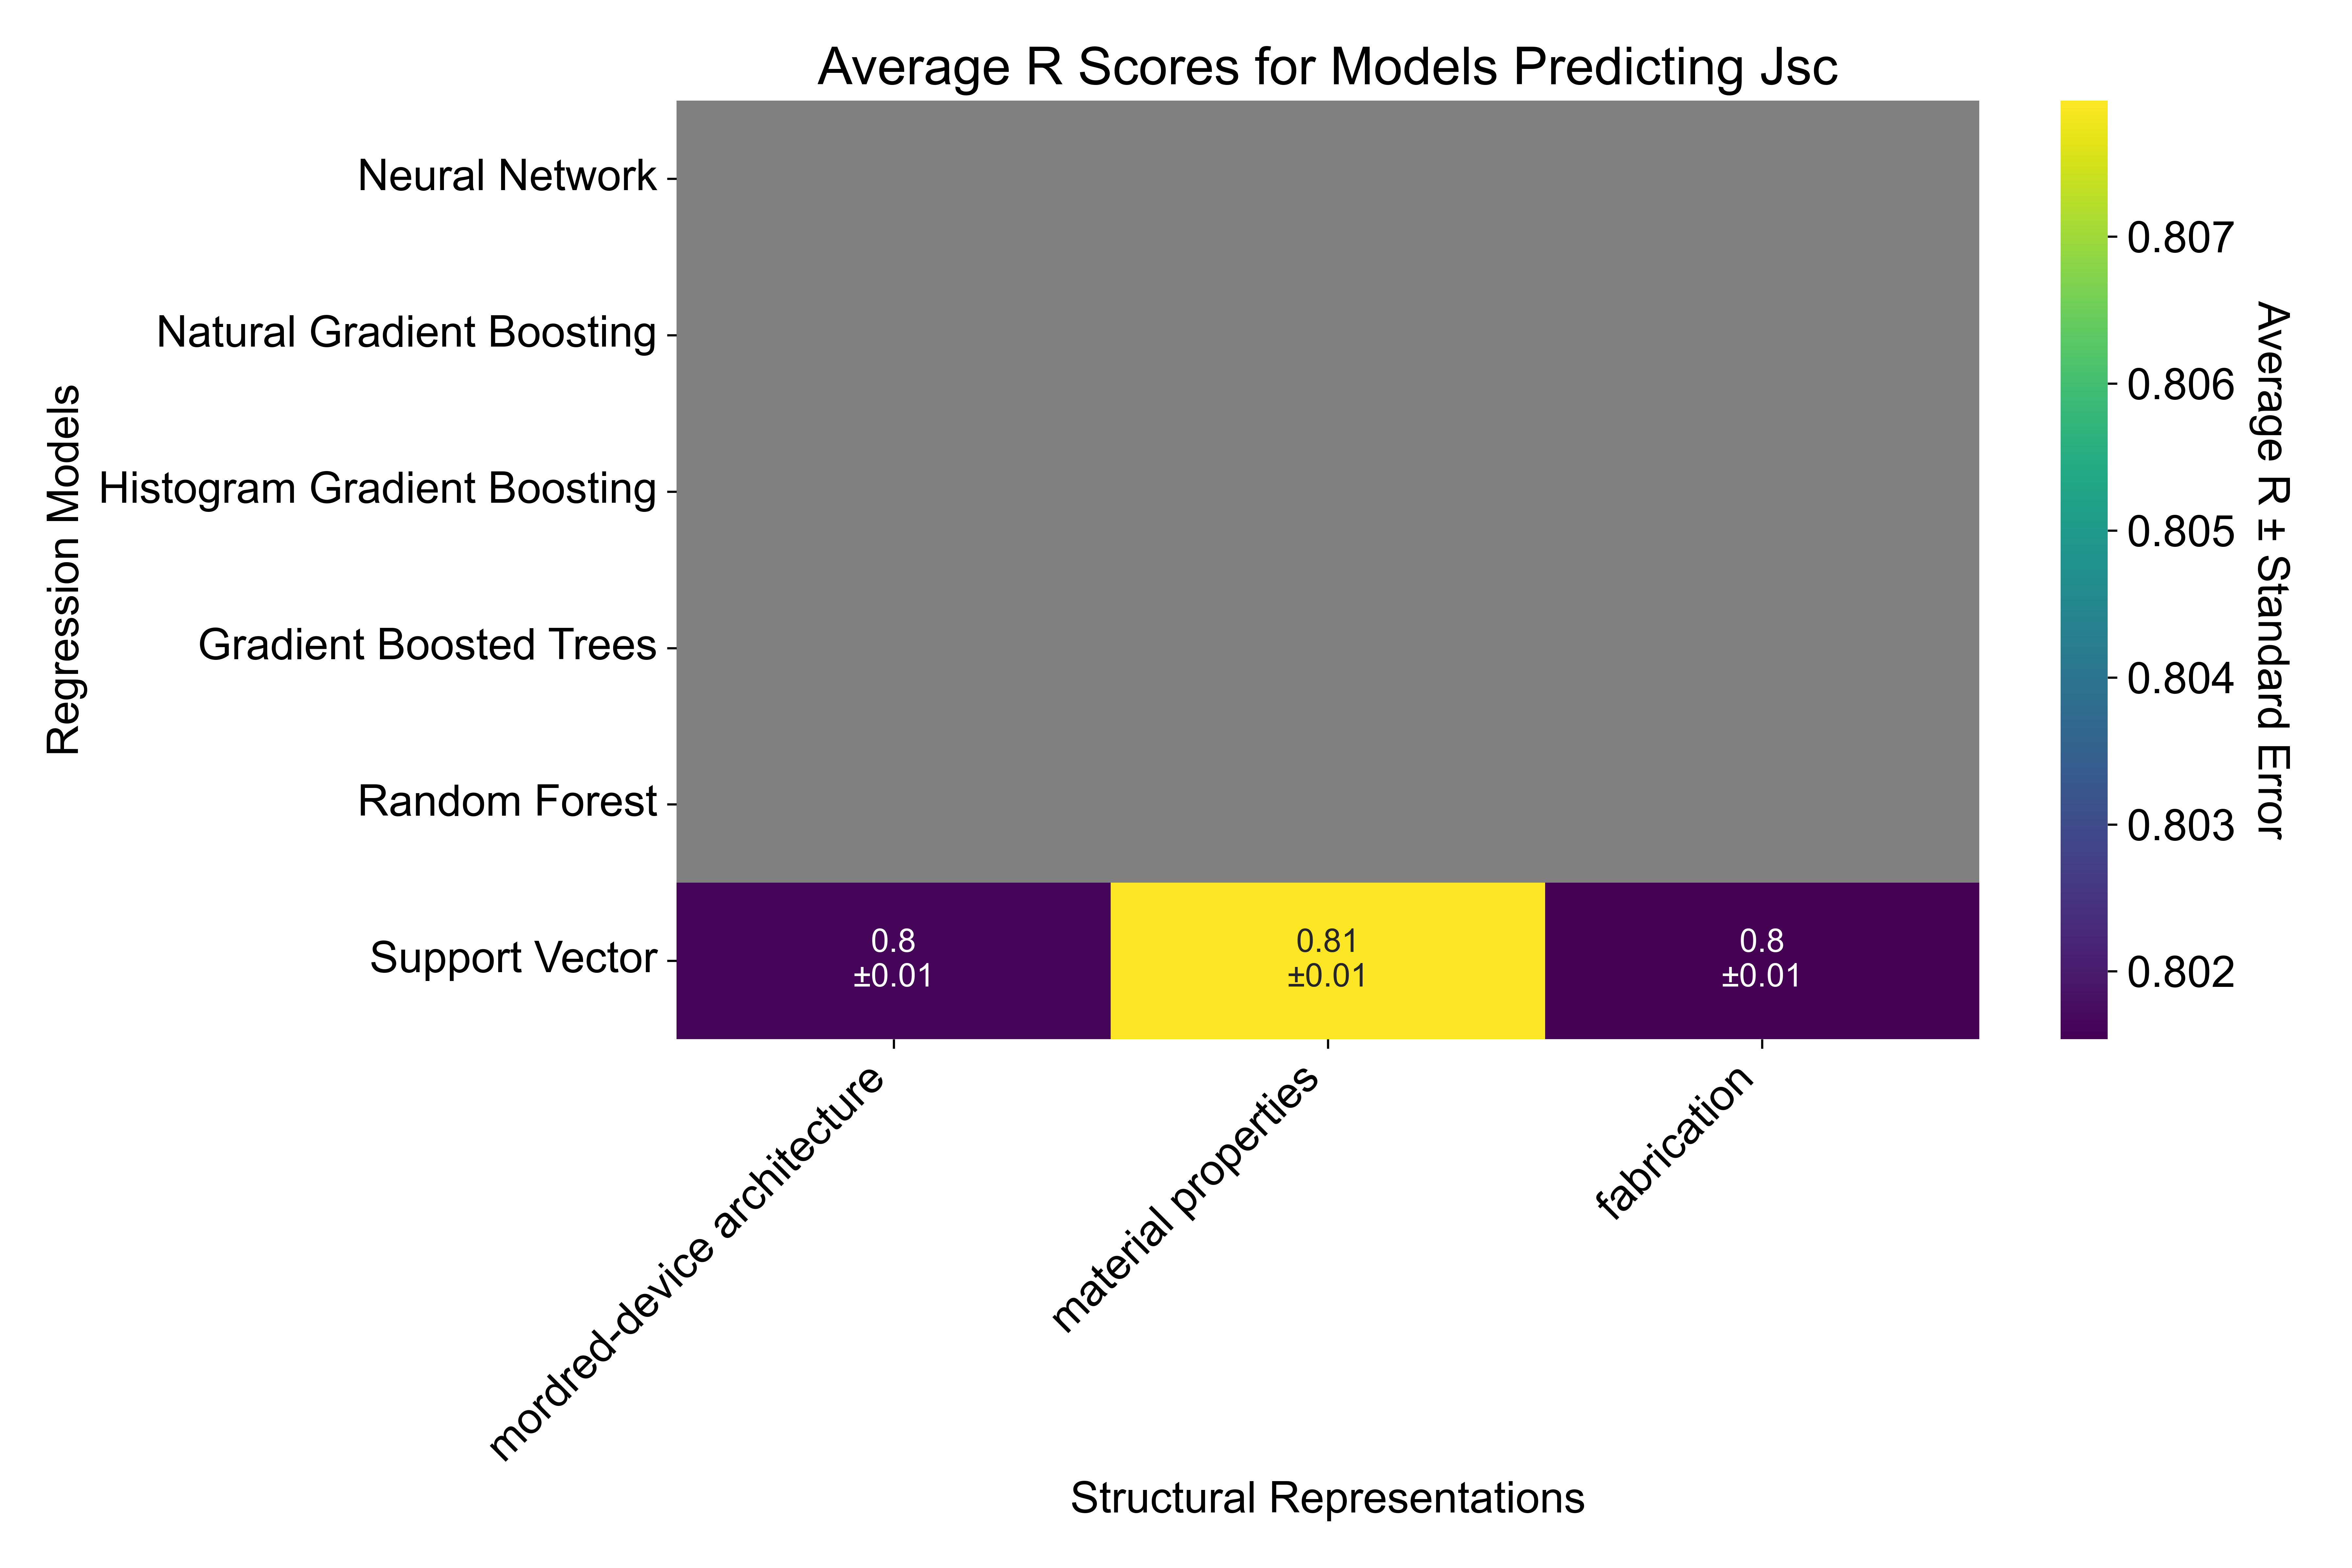 Average R Scores for Models Predicting Jsc
Regression Models
Neural Network
Natural Gradient Boosting
Histogram Gradient Boosting
Gradient Boosted Trees
Random Forest
Support Vector
0.8
±0.01
0.81
±0.01
0.8
±0.01
mordred-device architecture
material properties
fabrication
Structural Representations
0.807
0.806
0.805
0.804
0.803
0.802
Average R ± Standard Error